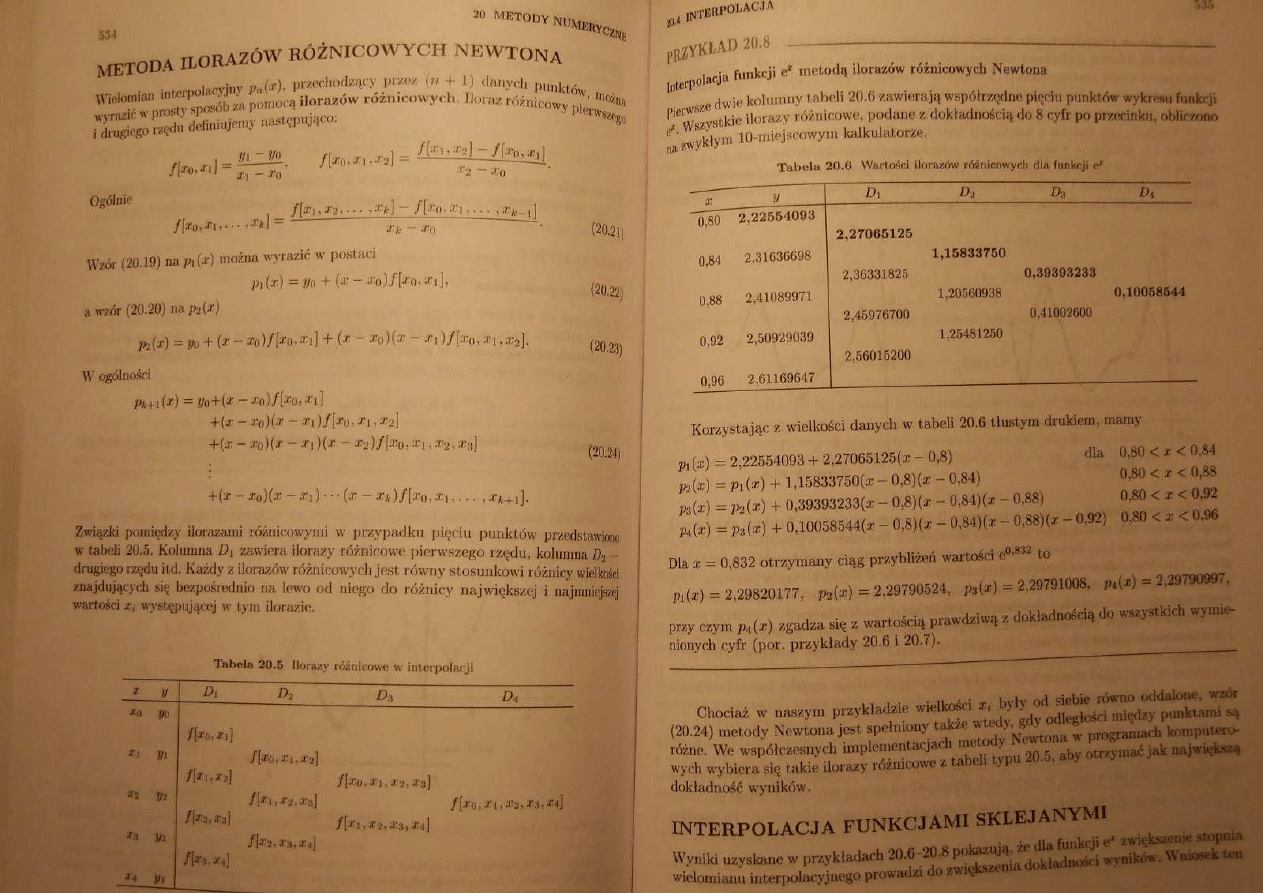 534
20 METODY NUMERYCZNE
METODA ILORAZÓW RÓŻNICOWYCH NEWTONA
Wielomian interpolacyjny pₙ(x), przechodzący przez (n + 1) danych punktów, można
wyrazić w prosty sposób za pomocą ilorazów różnicowych. Iloraz różnicowy pierwszego
i drugiego rzędu definiujemy następująco:
f[x₀, x₁] = (y₁ − y₀)/(x₁ − x₀), f[x₀, x₁, x₂] = (f[x₁, x₂] − f[x₀, x₁])/(x₂ − x₀).
Ogólnie
f[x₀, x₁, ... , xₖ] = (f[x₁, x₂, ... , xₖ] − f[x₀, x₁, ... , xₖ₋₁])/(xₖ − x₀). (20.21)
Wzór (20.19) na p₁(x) można wyrazić w postaci
p₁(x) = y₀ + (x − x₀)f[x₀, x₁], (20.22)
a wzór (20.20) na p₂(x)
p₂(x) = y₀ + (x − x₀)f[x₀, x₁] + (x − x₀)(x − x₁)f[x₀, x₁, x₂]. (20.23)
W ogólności
pₖ₊₁(x) = y₀+(x − x₀)f[x₀, x₁]
+(x − x₀)(x − x₁)f[x₀, x₁, x₂]
+(x − x₀)(x − x₁)(x − x₂)f[x₀, x₁, x₂, x₃] (20.24)
⋮
+(x − x₀)(x − x₁) ··· (x − xₖ)f[x₀, x₁, ... , xₖ₊₁].
Związki pomiędzy ilorazami różnicowymi w przypadku pięciu punktów przedstawiono
w tabeli 20.5. Kolumna D₁ zawiera ilorazy różnicowe pierwszego rzędu, kolumna D₂ –
drugiego rzędu itd. Każdy z ilorazów różnicowych jest równy stosunkowi różnicy wielkości
znajdujących się bezpośrednio na lewo od niego do różnicy największej i najmniejszej
wartości xᵢ występującej w tym ilorazie.
Tabela 20.5 Ilorazy różnicowe w interpolacji
x y D₁ D₂ D₃ D₄
x₀ y₀
f[x₀, x₁]
x₁ y₁ f[x₀, x₁, x₂]
f[x₁, x₂] f[x₀, x₁, x₂, x₃]
x₂ y₂ f[x₁, x₂, x₃] f[x₀, x₁, x₂, x₃, x₄]
f[x₂, x₃] f[x₁, x₂, x₃, x₄]
x₃ y₃ f[x₂, x₃, x₄]
f[x₃, x₄]
x₄ y₄
20.4 INTERPOLACJA
535
PRZYKŁAD 20.8
Interpolacja funkcji eˣ metodą ilorazów różnicowych Newtona
Pierwsze dwie kolumny tabeli 20.6 zawierają współrzędne pięciu punktów wykresu funkcji
eˣ. Wszystkie ilorazy różnicowe, podane z dokładnością do 8 cyfr po przecinku, obliczono
na zwykłym 10-miejscowym kalkulatorze.
Tabela 20.6 Wartości ilorazów różnicowych dla funkcji eˣ
x y D₁ D₂ D₃ D₄
0,80 2,22554093
2,27065125
0,84 2,31636698 1,15833750
2,36331825 0,39393233
0,88 2,41089971 1,20560938 0,10058544
2,45976700 0,41002600
0,92 2,50929039 1,25481250
2,56015200
0,96 2,61169647
Korzystając z wielkości danych w tabeli 20.6 tłustym drukiem, mamy
p₁(x) = 2,22554093 + 2,27065125(x − 0,8) dla 0,80 < x < 0,84
p₂(x) = p₁(x) + 1,15833750(x − 0,8)(x − 0,84) 0,80 < x < 0,88
p₃(x) = p₂(x) + 0,39393233(x − 0,8)(x − 0,84)(x − 0,88) 0,80 < x < 0,92
p₄(x) = p₃(x) + 0,10058544(x − 0,8)(x − 0,84)(x − 0,88)(x − 0,92) 0,80 < x < 0,96
Dla x = 0,832 otrzymany ciąg przybliżeń wartości e⁰·⁸³² to
p₁(x) = 2,29820177, p₂(x) = 2,29790524, p₃(x) = 2,29791008, p₄(x) = 2,29790997,
przy czym p₄(x) zgadza się z wartością prawdziwą z dokładnością do wszystkich wymie-
nionych cyfr (por. przykłady 20.6 i 20.7).
Chociaż w naszym przykładzie wielkości xᵢ były od siebie równo oddalone, wzór
(20.24) metody Newtona jest spełniony także wtedy, gdy odległości między punktami są
różne. We współczesnych implementacjach metody Newtona w programach komputero-
wych wybiera się takie ilorazy różnicowe z tabeli typu 20.5, aby otrzymać jak największą
dokładność wyników.
INTERPOLACJA FUNKCJAMI SKLEJANYMI
Wyniki uzyskane w przykładach 20.6–20.8 pokazują, że dla funkcji eˣ zwiększenie stopnia
wielomianu interpolacyjnego prowadzi do zwiększenia dokładności wyników. Wniosek ten